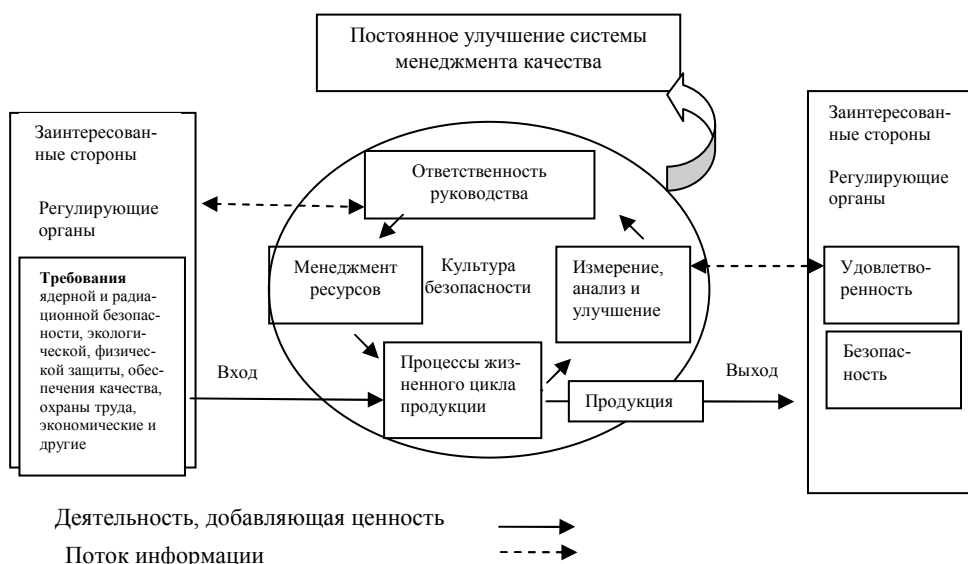 Постоянное улучшение системы
менеджмента качества
Заинтересован-
ные стороны
Регулирующие
органы
Требования
ядерной и радиа-
ционной безопас-
ности, экологи-
ческой, физичес-
кой защиты, обес-
печения качества,
охраны труда,
экономические и
другие
Вход
Ответственность
руководства
Менеджмент
ресурсов
Культура
безопасности
Измерение,
анализ и
улучшение
Процессы жиз-
ненного цикла
продукции
Продукция
Выход
Заинтересован-
ные стороны
Регулирующие
органы
Удовлетво-
ренность
Безопас-
ность
Деятельность, добавляющая ценность
Поток информации